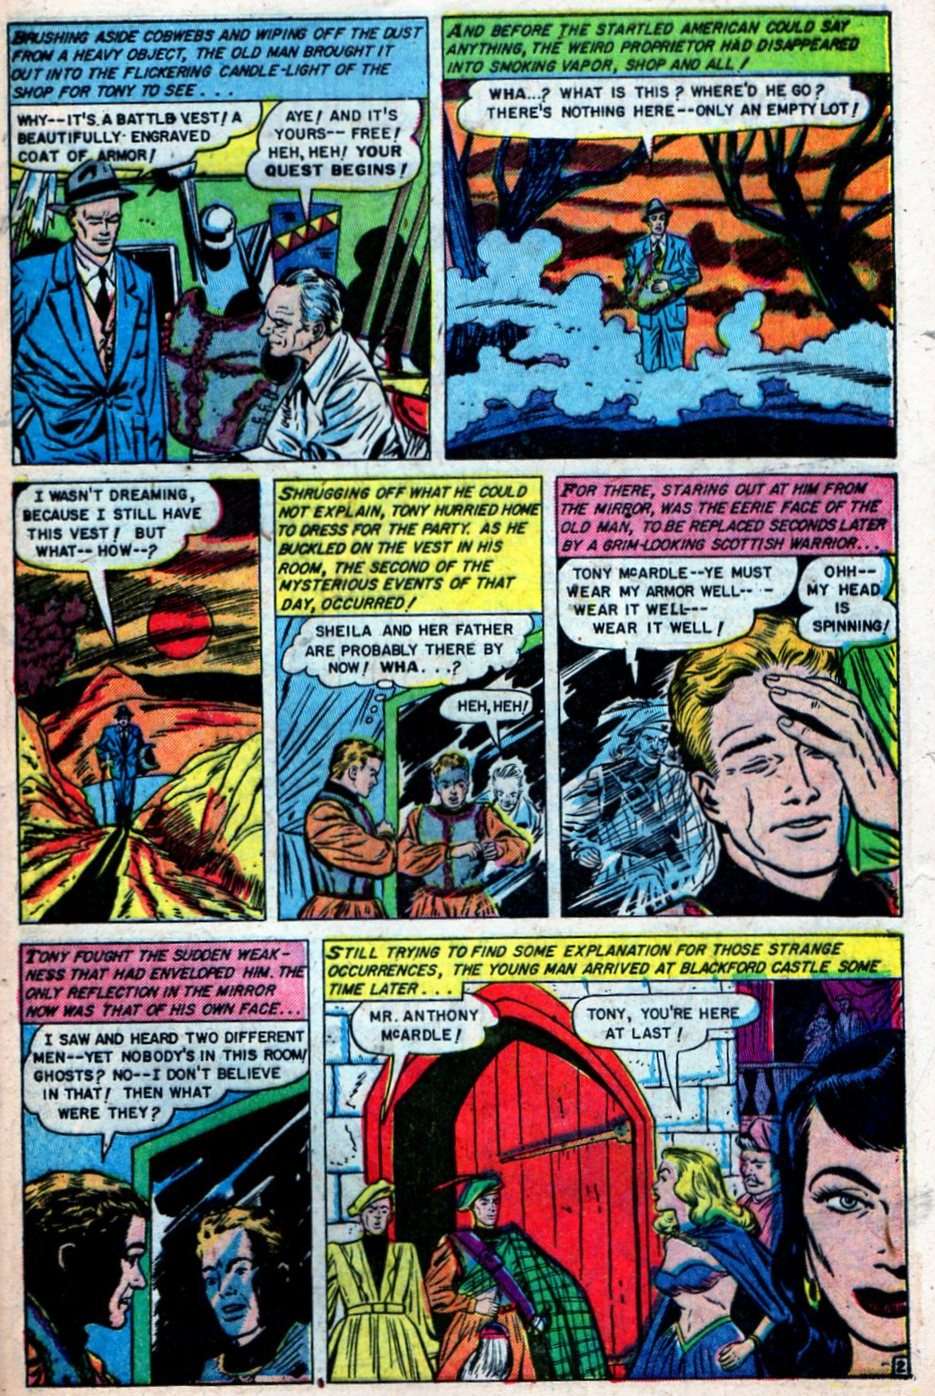 BRUSHING ASIDE COBWEBS AND WIPING OFF THE DUST
FROM A HEAVY OBJECT, THE OLD MAN BROUGHT IT
OUT INTO THE FLICKERING CANDLE-LIGHT OF THE
SHOP FOR TONY TO SEE . . .
WHY--IT'S A BATTLE VEST! A
BEAUTIFULLY ENGRAVED
COAT OF ARMOR!
AYE! AND IT'S
YOURS-- FREE!
HEH, HEH! YOUR
QUEST BEGINS!
AND BEFORE THE STARTLED AMERICAN COULD SAY
ANYTHING, THE WEIRD PROPRIETOR HAD DISAPPEARED
INTO SMOKING VAPOR, SHOP AND ALL!
WHA...? WHAT IS THIS? WHERE'D HE GO?
THERE'S NOTHING HERE--ONLY AN EMPTY LOT!
I WASN'T DREAMING,
BECAUSE I STILL HAVE
THIS VEST! BUT
WHAT-- HOW--?
SHRUGGING OFF WHAT HE COULD
NOT EXPLAIN, TONY HURRIED HOME
TO DRESS FOR THE PARTY. AS HE
BUCKLED ON THE VEST IN HIS
ROOM, THE SECOND OF THE
MYSTERIOUS EVENTS OF THAT
DAY, OCCURRED!
SHEILA AND HER FATHER
ARE PROBABLY THERE BY
NOW! WHA. . .?
HEH, HEH!
FOR THERE, STARING OUT AT HIM FROM
THE MIRROR, WAS THE EERIE FACE OF THE
OLD MAN, TO BE REPLACED SECONDS LATER
BY A GRIM-LOOKING SCOTTISH WARRIOR...
TONY McARDLE--YE MUST
WEAR MY ARMOR WELL---
WEAR IT WELL---
WEAR IT WELL!
OHH--
MY HEAD
IS
SPINNING!
TONY FOUGHT THE SUDDEN WEAK-
NESS THAT HAD ENVELOPED HIM. THE
ONLY REFLECTION IN THE MIRROR
NOW WAS THAT OF HIS OWN FACE...
I SAW AND HEARD TWO DIFFERENT
MEN--YET NOBODY'S IN THIS ROOM!
GHOSTS? NO--I DON'T BELIEVE
IN THAT! THEN WHAT
WERE THEY?
STILL TRYING TO FIND SOME EXPLANATION FOR THOSE STRANGE
OCCURRENCES, THE YOUNG MAN ARRIVED AT BLACKFORD CASTLE SOME
TIME LATER . . .
MR. ANTHONY
McARDLE!
TONY, YOU'RE HERE
AT LAST!
2